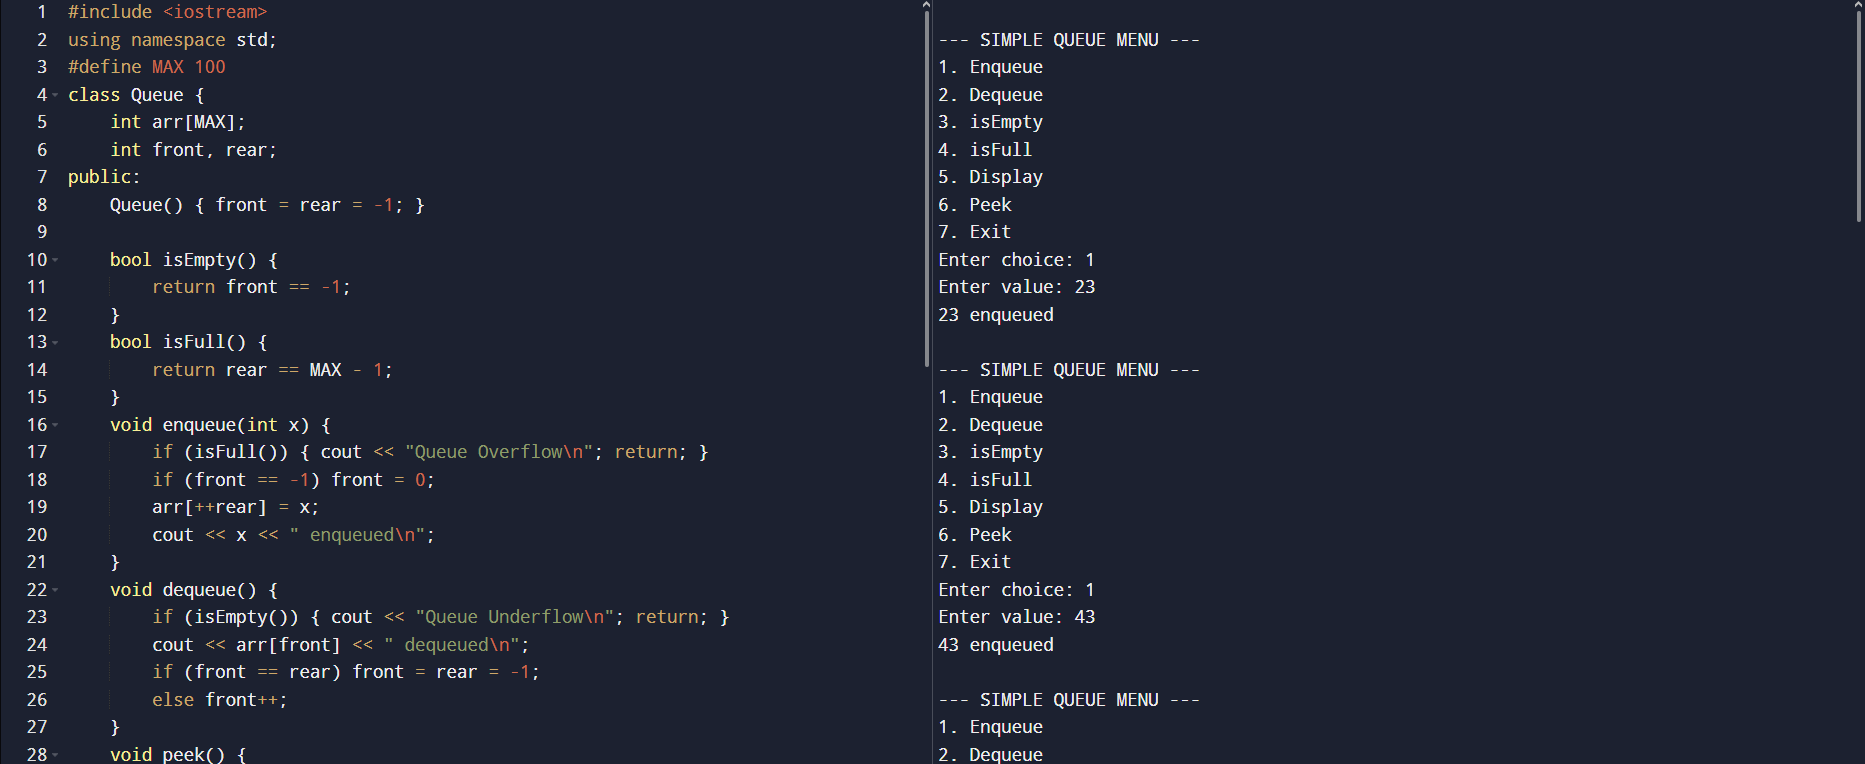 1 #include <iostream>
2 using namespace std;
3 #define MAX 100
4 class Queue {
5     int arr[MAX];
6     int front, rear;
7 public:
8     Queue() { front = rear = -1; }
9
10     bool isEmpty() {
11         return front == -1;
12     }
13     bool isFull() {
14         return rear == MAX - 1;
15     }
16     void enqueue(int x) {
17         if (isFull()) { cout << "Queue Overflow\n"; return; }
18         if (front == -1) front = 0;
19         arr[++rear] = x;
20         cout << x << " enqueued\n";
21     }
22     void dequeue() {
23         if (isEmpty()) { cout << "Queue Underflow\n"; return; }
24         cout << arr[front] << " dequeued\n";
25         if (front == rear) front = rear = -1;
26         else front++;
27     }
28     void peek() {
--- SIMPLE QUEUE MENU ---
1. Enqueue
2. Dequeue
3. isEmpty
4. isFull
5. Display
6. Peek
7. Exit
Enter choice: 1
Enter value: 23
23 enqueued

--- SIMPLE QUEUE MENU ---
1. Enqueue
2. Dequeue
3. isEmpty
4. isFull
5. Display
6. Peek
7. Exit
Enter choice: 1
Enter value: 43
43 enqueued

--- SIMPLE QUEUE MENU ---
1. Enqueue
2. Dequeue